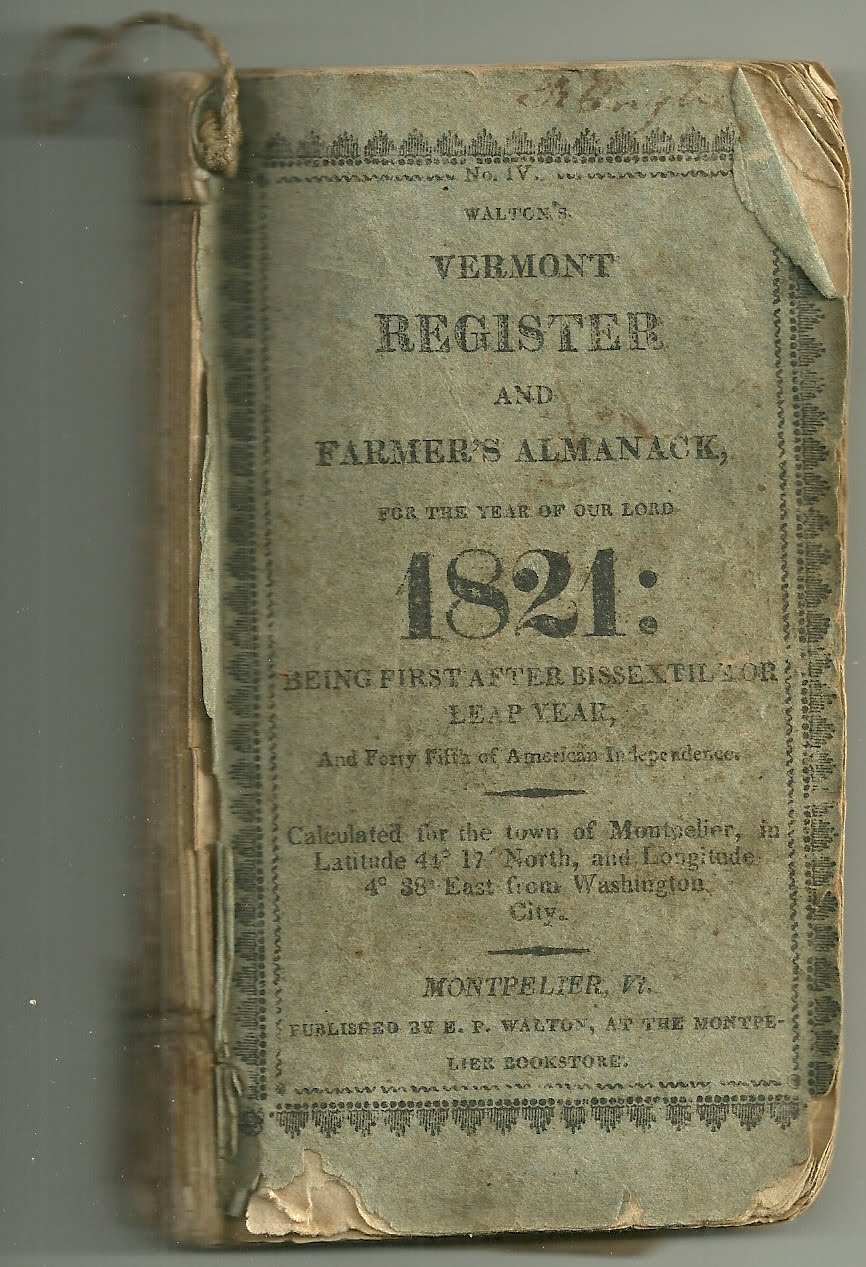 No. IV.
WALTON'S
VERMONT
REGISTER
AND
FARMER'S ALMANACK,
FOR THE YEAR OF OUR LORD
1821:
BEING FIRST AFTER BISSEXTILE OR
LEAP YEAR,
And Forty Fifth of American Independence.
Calculated for the town of Montpelier, in
Latitude 44° 17' North, and Longitude
4° 38' East from Washington
City.
MONTPELIER, Vt.
PUBLISHED BY E. P. WALTON, AT THE MONTPE-
LIER BOOKSTORE.